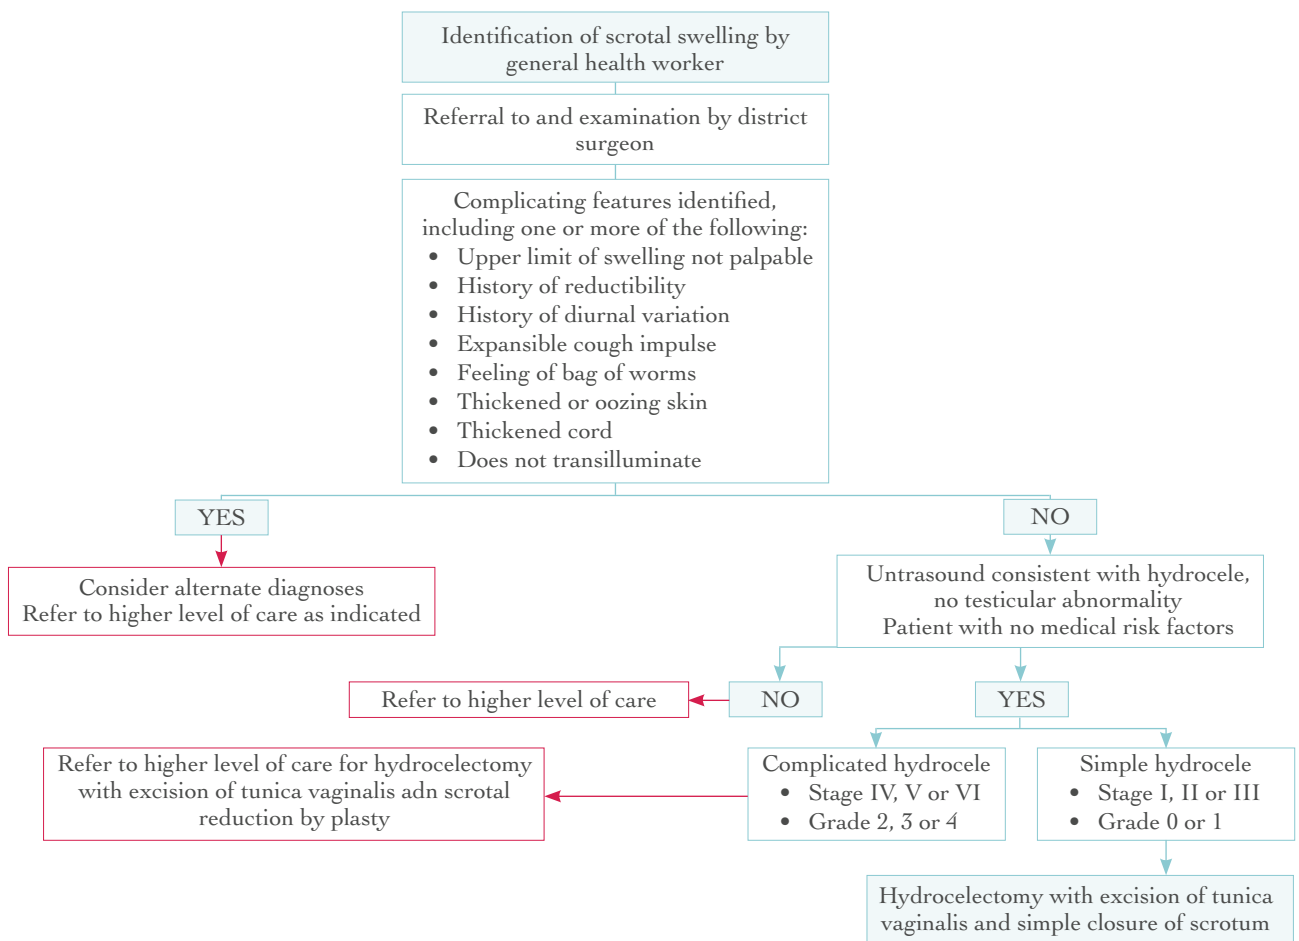 Identification of scrotal swelling by
general health worker
Referral to and examination by district
surgeon
Complicating features identified,
including one or more of the following:
• Upper limit of swelling not palpable
• History of reductibility
• History of diurnal variation
• Expansible cough impulse
• Feeling of bag of worms
• Thickened or oozing skin
• Thickened cord
• Does not transilluminate
YES
NO
Consider alternate diagnoses
Refer to higher level of care as indicated
Untrasound consistent with hydrocele,
no testicular abnormality
Patient with no medical risk factors
Refer to higher level of care
NO
YES
Refer to higher level of care for hydrocelectomy
with excision of tunica vaginalis adn scrotal
reduction by plasty
Complicated hydrocele
• Stage IV, V or VI
• Grade 2, 3 or 4
Simple hydrocele
• Stage I, II or III
• Grade 0 or 1
Hydrocelectomy with excision of tunica
vaginalis and simple closure of scrotum